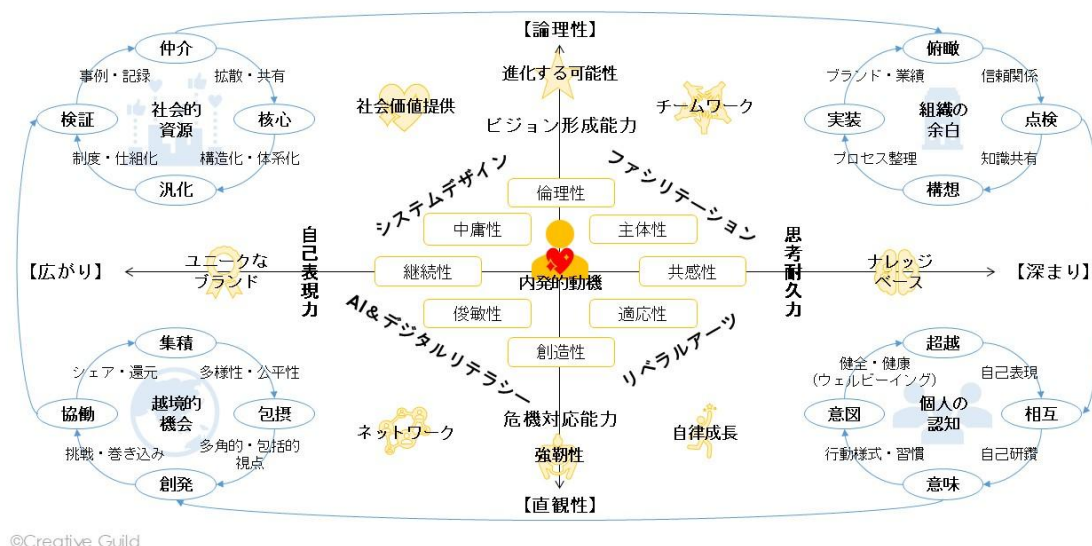 【論理性】
進化する可能性
ビジョン形成能力
仲介
事例・記録
拡散・共有
検証
社会的
資源
核心
制度・仕組化
構造化・体系化
汎化
社会価値提供
チームワーク
俯瞰
ブランド・業績
信頼関係
実装
組織の
余白
点検
プロセス整理
知識共有
構想
システムデザイン
ファシリテーション
倫理性
中庸性
主体性
継続性
内発的動機
共感性
俊敏性
適応性
創造性
【広がり】
ユニークな
ブランド
自己表現力
思考耐久力
ナレッジ
ベース
【深まり】
AI&デジタルリテラシー
リベラルアーツ
集積
シェア・還元
多様性・公平性
協働
越境的
機会
包摂
挑戦・巻き込み
多角的・包括的
視点
創発
ネットワーク
危機対応能力
強靭性
【直観性】
自律成長
超越
健全・健康
(ウェルビーイング)
自己表現
意図
個人の
認知
相互
行動様式・習慣
自己研鑽
意味
©Creative Guild